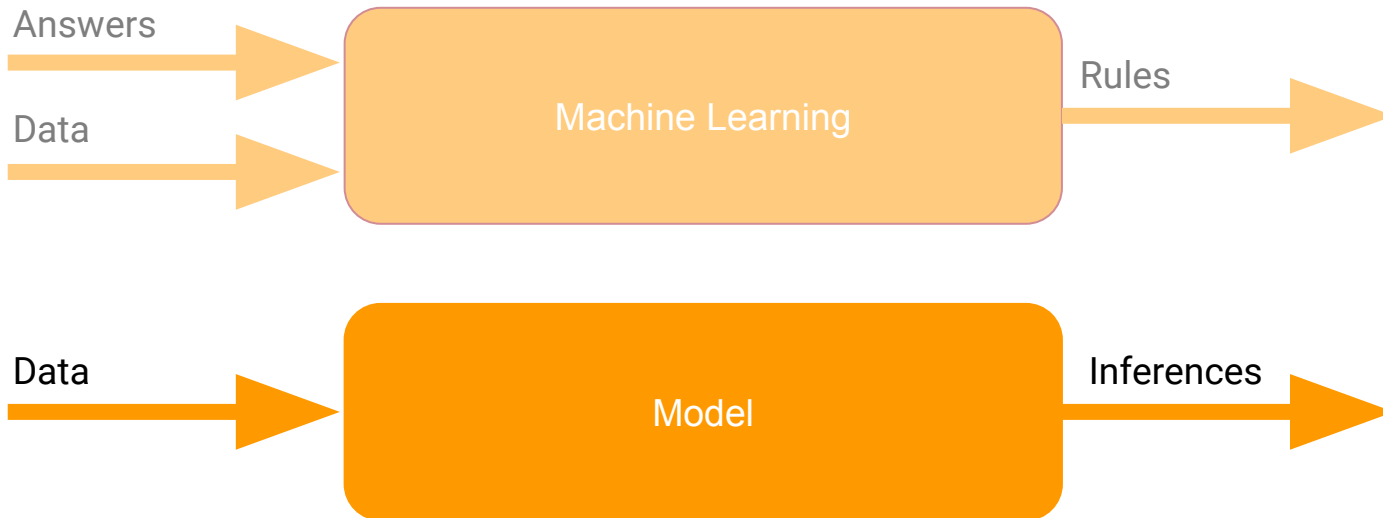 Answers
Data
Machine Learning
Rules
Data
Model
Inferences